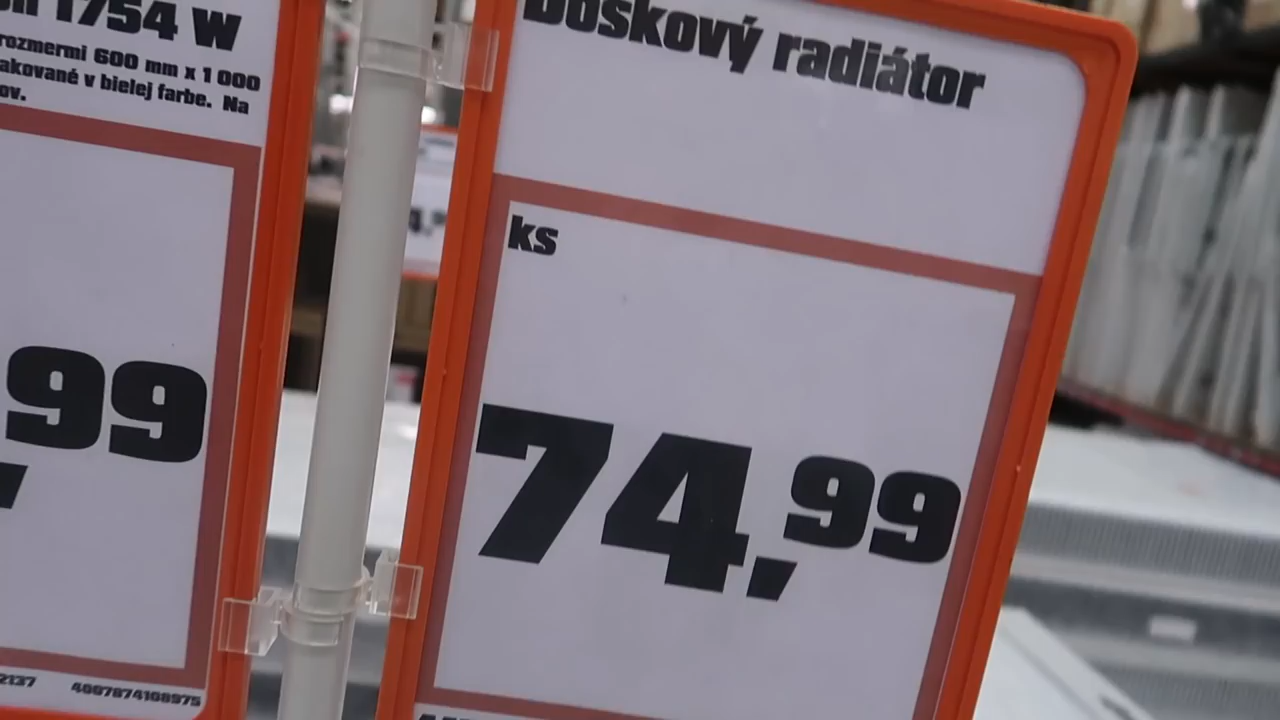 1754 W
rozmermi 600 mm x 1 000
akované v bielej farbe. Na
ov.
,99
2137 4007874108975
Doskový radiátor
ks
74,99